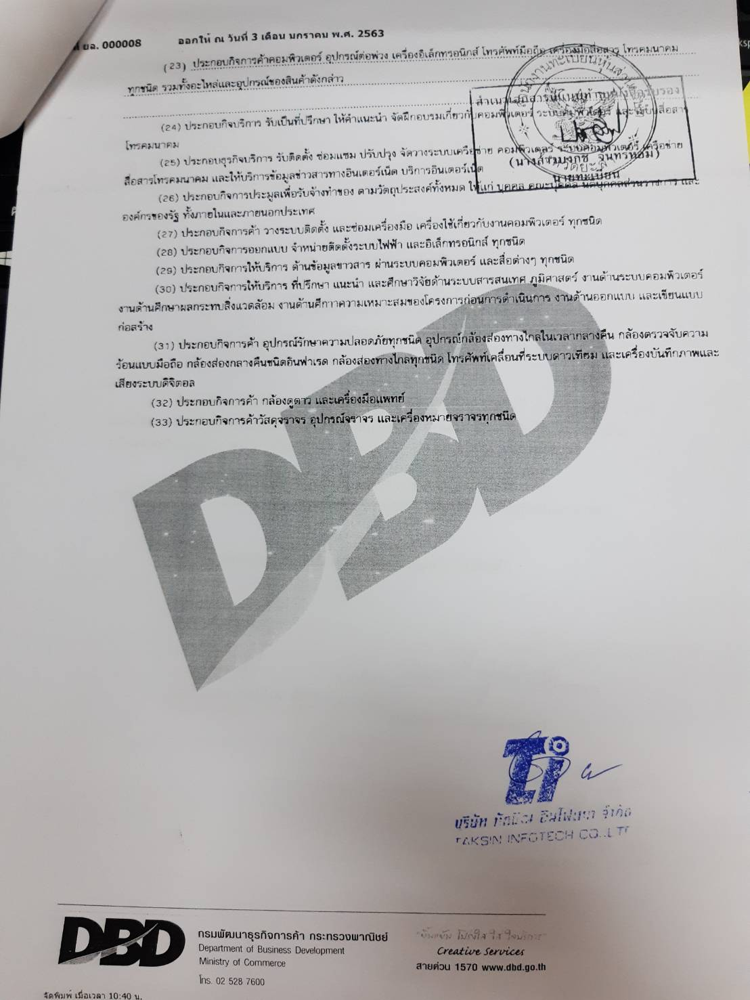 ยฉ. 000008 ออกให้ ณ วันที่ 3 เดือน มกราคม พ.ศ. 2563
(23) ประกอบกิจการค้าคอมพิวเตอร์ อุปกรณ์ต่อพ่วง เครื่องอิเล็กทรอนิกส์ โทรศัพท์มือถือ เครื่องมือสื่อสาร โทรคมนาคม
ทุกชนิด รวมทั้งอะไหล่และอุปกรณ์ของสินค้าดังกล่าว
(24) ประกอบกิจบริการ รับเป็นที่ปรึกษา ให้คำแนะนำ จัดฝึกอบรมเกี่ยวกับคอมพิวเตอร์ ระบบคอมพิวเตอร์ และระบบสื่อสาร
โทรคมนาคม
(25) ประกอบธุรกิจบริการ รับติดตั้ง ซ่อมแซม ปรับปรุง จัดวางระบบเครือข่าย คอมพิวเตอร์ ระบบคอมพิวเตอร์ เครือข่าย
สื่อสารโทรคมนาคม และให้บริการข้อมูลข่าวสารทางอินเตอร์เน็ต บริการอินเตอร์เน็ต
นายทะเบียน
(26) ประกอบกิจการประมูลเพื่อรับจ้างทำของ ตามวัตถุประสงค์ทั้งหมด ให้แก่ บุคคล คณะบุคคล นิติบุคคลส่วนราชการ และ
องค์กรของรัฐ ทั้งภายในและภายนอกประเทศ
(27) ประกอบกิจการค้า วางระบบติดตั้ง และซ่อมเครื่องมือ เครื่องใช้เกี่ยวกับงานคอมพิวเตอร์ ทุกชนิด
(28) ประกอบกิจการออกแบบ จำหน่ายติดตั้งระบบไฟฟ้า และอิเล็กทรอนิกส์ ทุกชนิด
(29) ประกอบกิจการให้บริการ ด้านข้อมูลขาวสาร ผ่านระบบคอมพิวเตอร์ และสื่อต่างๆ ทุกชนิด
(30) ประกอบกิจการให้บริการ ที่ปรึกษา แนะนำ และศึกษาวิจัยด้านระบบสารสนเทศ ภูมิศาสตร์ งานด้านระบบคอมพิวเตอร์
งานด้านศึกษาผลกระทบสิ่งแวดล้อม งานด้านศึกาาความเหมาะสมของโครงการก่อนการดำเนินการ งานด้านออกแบบ และเขียนแบบ
ก่อสร้าง
(31) ประกอบกิจการค้า อุปกรณ์รักษาความปลอดภัยทุกชนิด อุปกรณ์กล้องส่องทางไกลในเวลากลางคืน กล้องตรวจจับความ
ร้อนแบบมือถือ กล้องส่องกลางคืนชนิดอินฟาเรด กล้องส่องทางไกลทุกชนิด โทรศัพท์เคลื่อนที่ระบบดาวเทียม และเครื่องบันทึกภาพและ
เสียงระบบดิจิตอล
(32) ประกอบกิจการค้า กล้องดูดาว และเครื่องมือแพทย์
(33) ประกอบกิจการค้าวัสดุจราจร อุปกรณ์จราจร และเครื่องหมายจราจรทุกชนิด
DBD
Ti
บริษัท ทักษิณ อินโฟเทค จำกัด
TAKSIN INFOTECH CO.,LTD
DBD
กรมพัฒนาธุรกิจการค้า กระทรวงพาณิชย์
Department of Business Development
Ministry of Commerce
โทร. 02 528 7600
Creative Services
สายด่วน 1570 www.dbd.go.th
จัดพิมพ์ เมื่อเวลา 10:40 น.